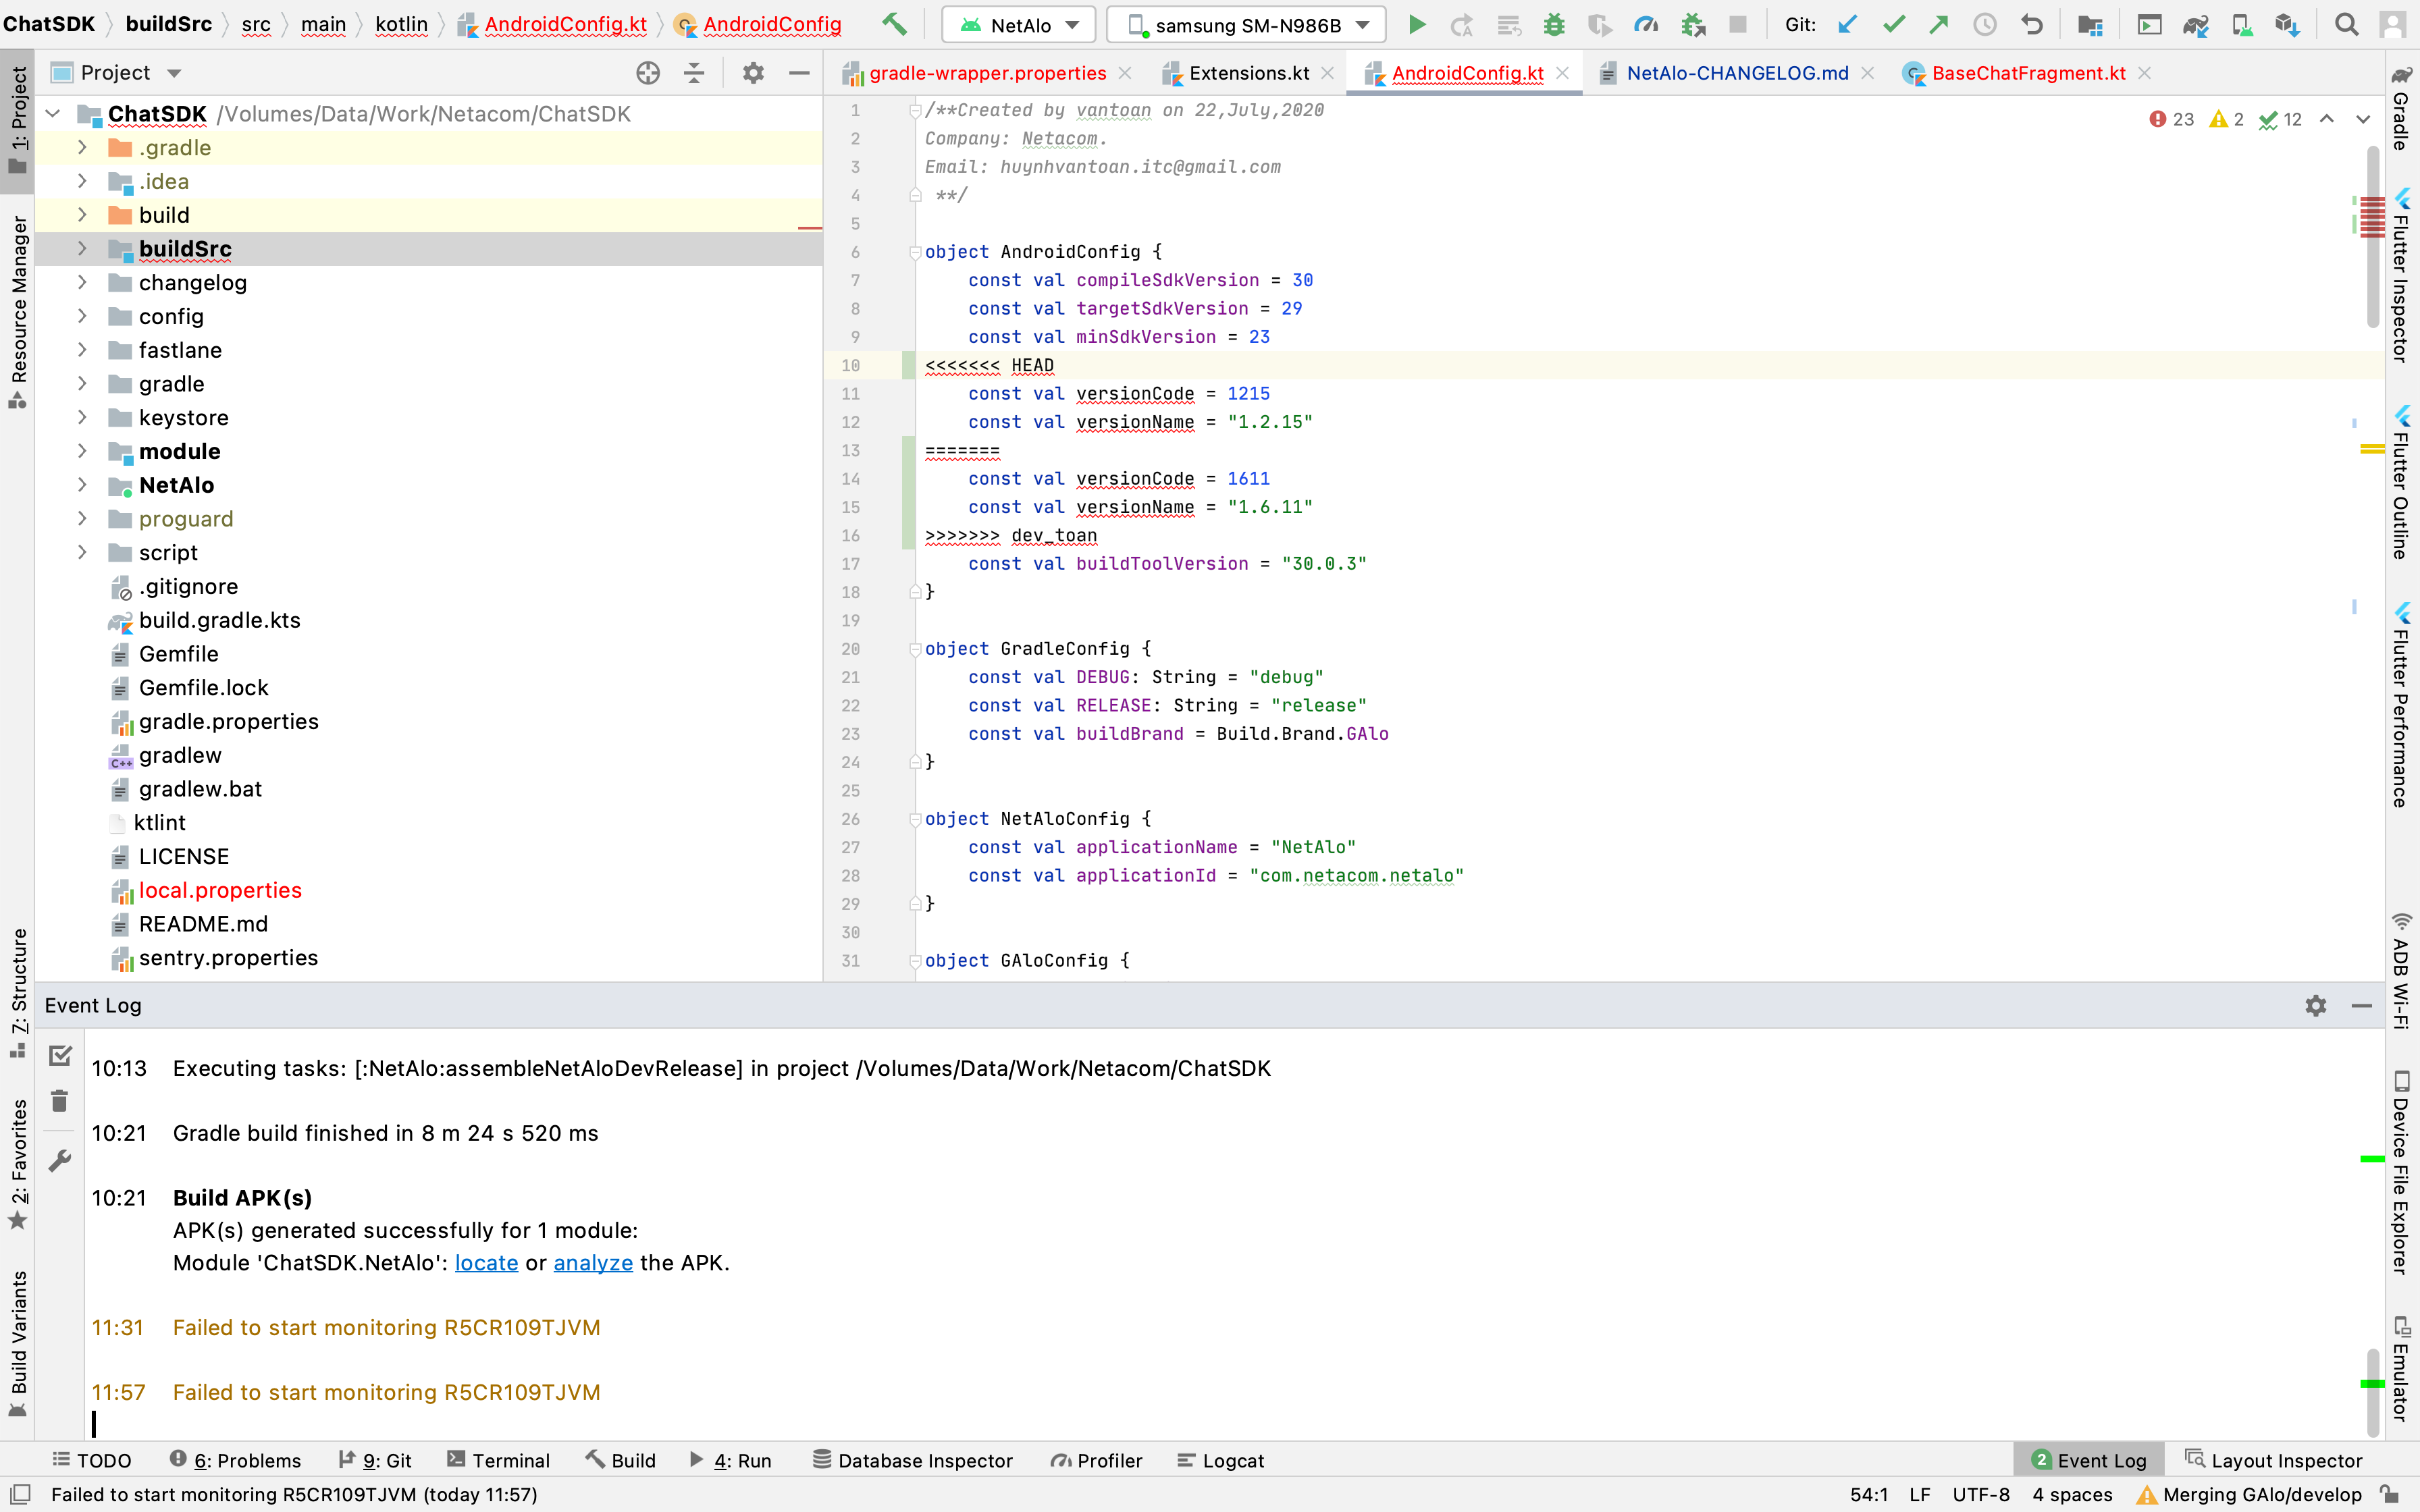 ChatSDK buildSrc src main kotlin AndroidConfig.kt AndroidConfig NetAlo samsung SM-N986B Git:
Project
gradle-wrapper.properties Extensions.kt AndroidConfig.kt NetAlo-CHANGELOG.md BaseChatFragment.kt
1: Project
Resource Manager
7: Structure
2: Favorites
Build Variants
ChatSDK /Volumes/Data/Work/Netacom/ChatSDK
.gradle
.idea
build
buildSrc
changelog
config
fastlane
gradle
keystore
module
NetAlo
proguard
script
.gitignore
build.gradle.kts
Gemfile
Gemfile.lock
gradle.properties
gradlew
C++
gradlew.bat
ktlint
LICENSE
local.properties
README.md
sentry.properties
23 2 12
1 /**Created by vantoan on 22,July,2020
2 Company: Netacom.
3 Email: huynhvantoan.itc@gmail.com
4 **/
5
6 object AndroidConfig {
7 const val compileSdkVersion = 30
8 const val targetSdkVersion = 29
9 const val minSdkVersion = 23
10 <<<<<<< HEAD
11 const val versionCode = 1215
12 const val versionName = "1.2.15"
13 =======
14 const val versionCode = 1611
15 const val versionName = "1.6.11"
16 >>>>>>> dev_toan
17 const val buildToolVersion = "30.0.3"
18 }
19
20 object GradleConfig {
21 const val DEBUG: String = "debug"
22 const val RELEASE: String = "release"
23 const val buildBrand = Build.Brand.GAlo
24 }
25
26 object NetAloConfig {
27 const val applicationName = "NetAlo"
28 const val applicationId = "com.netacom.netalo"
29 }
30
31 object GAloConfig {
Gradle
Flutter Inspector
Flutter Outline
Flutter Performance
ADB Wi-Fi
Device File Explorer
Emulator
Event Log
10:13 Executing tasks: [:NetAlo:assembleNetAloDevRelease] in project /Volumes/Data/Work/Netacom/ChatSDK
10:21 Gradle build finished in 8 m 24 s 520 ms
10:21 Build APK(s)
APK(s) generated successfully for 1 module:
Module 'ChatSDK.NetAlo': locate or analyze the APK.
11:31 Failed to start monitoring R5CR109TJVM
11:57 Failed to start monitoring R5CR109TJVM
TODO 6: Problems 9: Git Terminal Build 4: Run Database Inspector Profiler Logcat 2 Event Log Layout Inspector
Failed to start monitoring R5CR109TJVM (today 11:57) 54:1 LF UTF-8 4 spaces Merging GAlo/develop